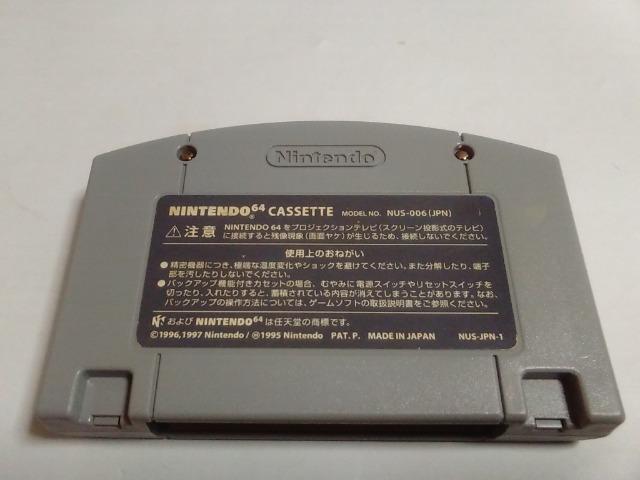 Nintendo
NINTENDO64 CASSETTE MODEL NO. NUS-006(JPN)
⚠注意 NINTENDO 64 をプロジェクションテレビ(スクリーン投影式のテレビ)
に接続すると残像現象(画面ヤケ)が生じるため、接続しないでください。
使用上のおねがい
●精密機器につき、極端な温度変化やショックを避けてください。また分解したり、端子
部を汚したりしないでください。
●バックアップ機能付きカセットの場合、むやみに電源スイッチやリセットスイッチを
切ったり、入れたりすると、蓄積されている内容が消えてしまうことがあります。なお、
バックアップの操作方法については、ゲームソフトの取扱説明書をご参照ください。
および NINTENDO64 は任天堂の商標です。
©1996,1997 Nintendo/Ⓜ1995 Nintendo PAT. P. MADE IN JAPAN NUS-JPN-1